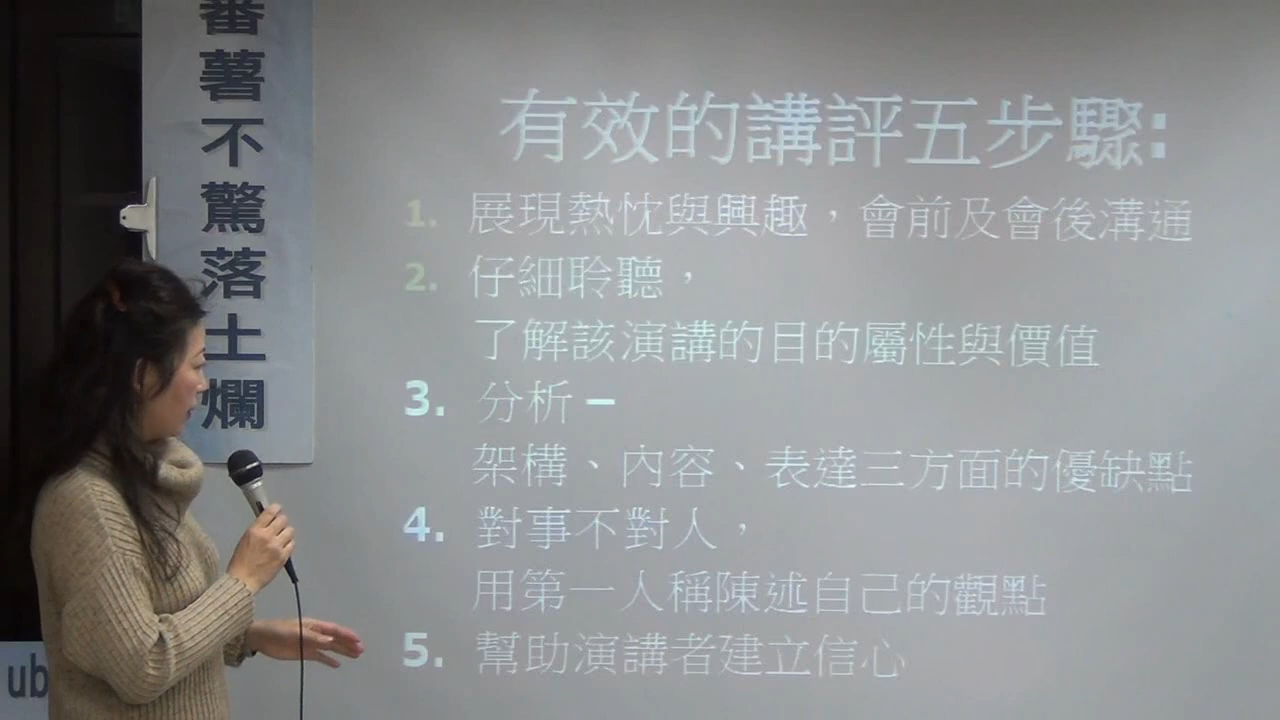 番薯不驚落土爛
有效的講評五步驟:
1. 展現熱忱與興趣，會前及會後溝通
2. 仔細聆聽，
了解該演講的目的屬性與價值
3. 分析 –
架構、內容、表達三方面的優缺點
4. 對事不對人，
用第一人稱陳述自己的觀點
5. 幫助演講者建立信心
ub